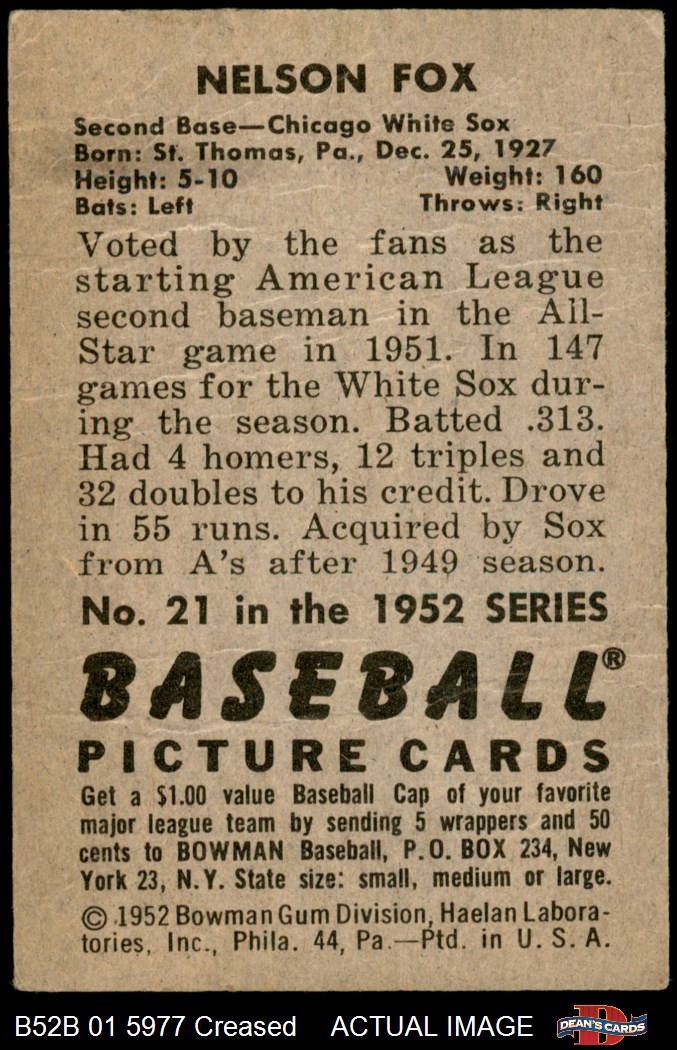 NELSON FOX
Second Base—Chicago White Sox
Born: St. Thomas, Pa., Dec. 25, 1927
Height: 5-10 Weight: 160
Bats: Left Throws: Right
Voted by the fans as the
starting American League
second baseman in the All-
Star game in 1951. In 147
games for the White Sox dur-
ing the season. Batted .313.
Had 4 homers, 12 triples and
32 doubles to his credit. Drove
in 55 runs. Acquired by Sox
from A's after 1949 season.
No. 21 in the 1952 SERIES
BASEBALL®
PICTURE CARDS
Get a $1.00 value Baseball Cap of your favorite
major league team by sending 5 wrappers and 50
cents to BOWMAN Baseball, P.O. BOX 234, New
York 23, N.Y. State size: small, medium or large.
© 1952 Bowman Gum Division, Haelan Labora-
tories, Inc., Phila. 44, Pa.—Ptd. in U. S. A.
B52B 01 5977 Creased ACTUAL IMAGE
D
DEAN'S CARDS